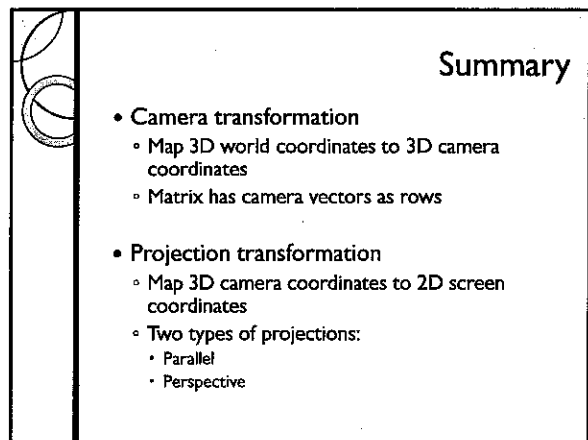 Summary
• Camera transformation
◦ Map 3D world coordinates to 3D camera
coordinates
◦ Matrix has camera vectors as rows
• Projection transformation
◦ Map 3D camera coordinates to 2D screen
coordinates
◦ Two types of projections:
• Parallel
• Perspective